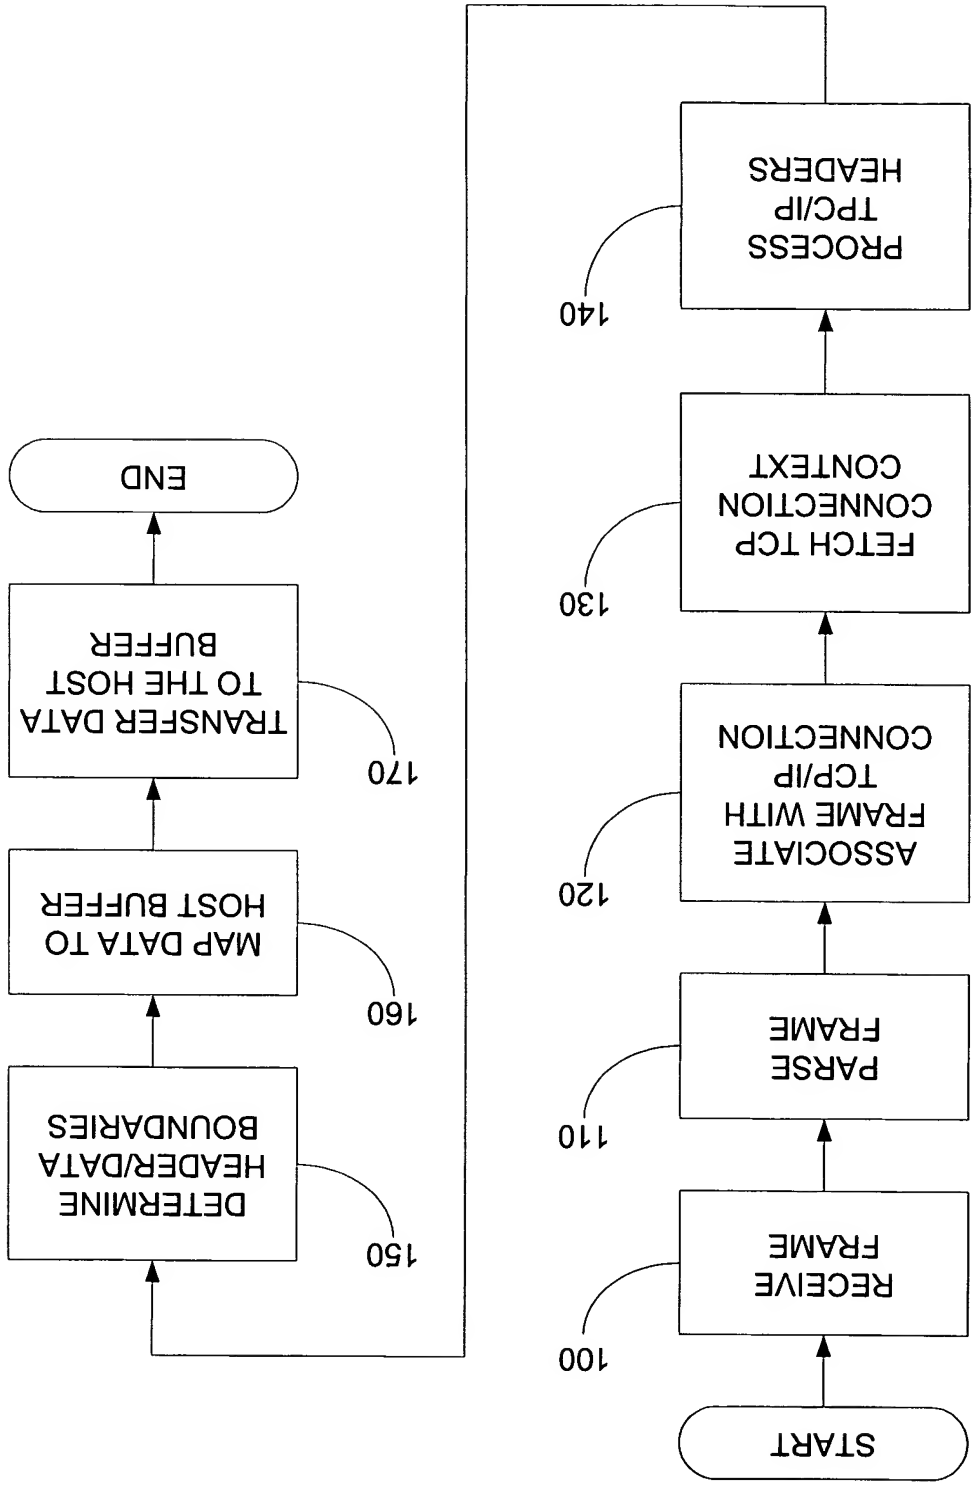 START
RECEIVE
FRAME
100
PARSE
FRAME
110
ASSOCIATE
FRAME WITH
TCP/IP
CONNECTION
120
FETCH TCP
CONNECTION
CONTEXT
130
PROCESS
TPC/IP
HEADERS
140
DETERMINE
HEADER/DATA
BOUNDARIES
150
MAP DATA TO
HOST BUFFER
160
TRANSFER DATA
TO THE HOST
BUFFER
170
END